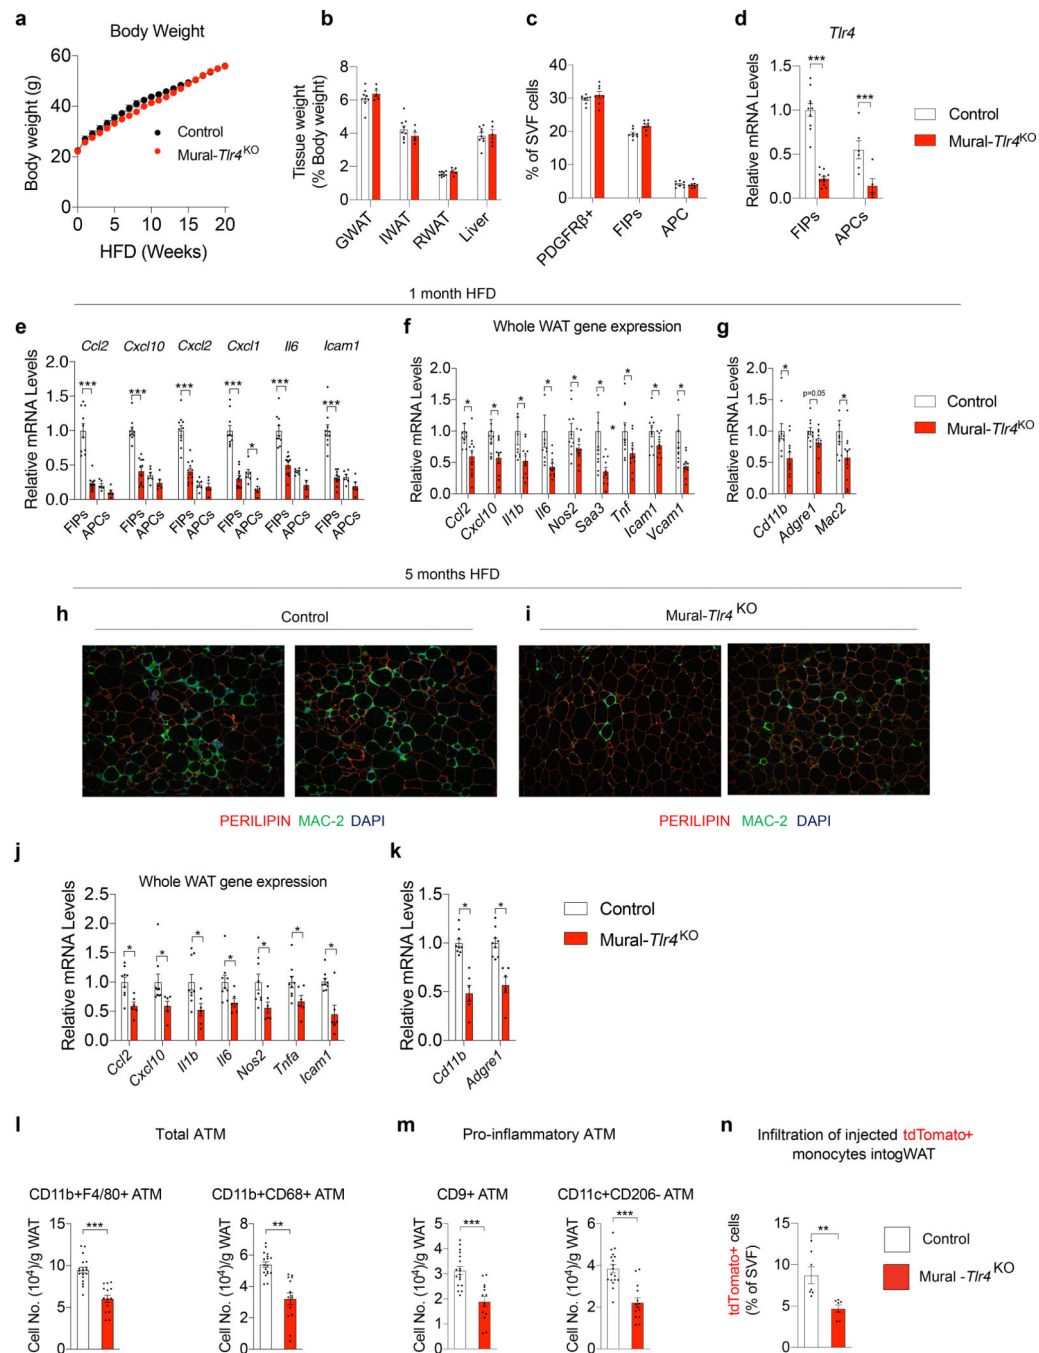 a
Body Weight
Body weight (g)
60
40
20
0
0 5 10 15 20
HFD (Weeks)
Control
Mural-Tlr4KO
b
Tissue weight
(% Body weight)
8
6
4
2
0
GWAT
IWAT
RWAT
Liver
c
% of SVF cells
40
30
20
10
0
PDGFRβ+
FIPs
APC
d
Tlr4
Relative mRNA Levels
1.5
1.0
0.5
0.0
***
***
FIPs
APCs
Control
Mural-Tlr4KO
1 month HFD
e
Ccl2 Cxcl10 Cxcl2 Cxcl1 Il6 Icam1
Relative mRNA Levels
2.0
1.5
1.0
0.5
0.0
*** *** *** *** * *** ***
FIPs APCs FIPs APCs FIPs APCs FIPs APCs FIPs APCs FIPs APCs
f
Whole WAT gene expression
Relative mRNA Levels
2.0
1.5
1.0
0.5
0.0
* * * * * * * * * *
Ccl2 Cxcl10 Il1b Il6 Nos2 Saa3 Tnf Icam1 Vcam1
g
Relative mRNA Levels
2.0
1.5
1.0
0.5
0.0
* p=0.05 *
Cd11b Adgre1 Mac2
Control
Mural-Tlr4KO
5 months HFD
h
Control
PERILIPIN MAC-2 DAPI
i
Mural-Tlr4 KO
PERILIPIN MAC-2 DAPI
j
Whole WAT gene expression
Relative mRNA Levels
2.5
2.0
1.5
1.0
0.5
0.0
* * * * * * *
Ccl2 Cxcl10 Il1b Il6 Nos2 Tnfa Icam1
k
Relative mRNA Levels
1.5
1.0
0.5
0.0
* *
Cd11b Adgre1
Control
Mural-Tlr4KO
l
Total ATM
CD11b+F4/80+ ATM
Cell No. (10⁴)/g WAT
15
10
5
0
***
CD11b+CD68+ ATM
Cell No. (10⁴)/g WAT
8
6
4
2
0
**
m
Pro-inflammatory ATM
CD9+ ATM
Cell No. (10⁴)/g WAT
5
4
3
2
1
0
***
CD11c+CD206- ATM
Cell No. (10⁴)/g WAT
6
4
2
0
***
n
Infiltration of injected tdTomato+
monocytes intogWAT
tdTomato+ cells
(% of SVF)
15
10
5
0
**
Control
Mural -Tlr4 KO